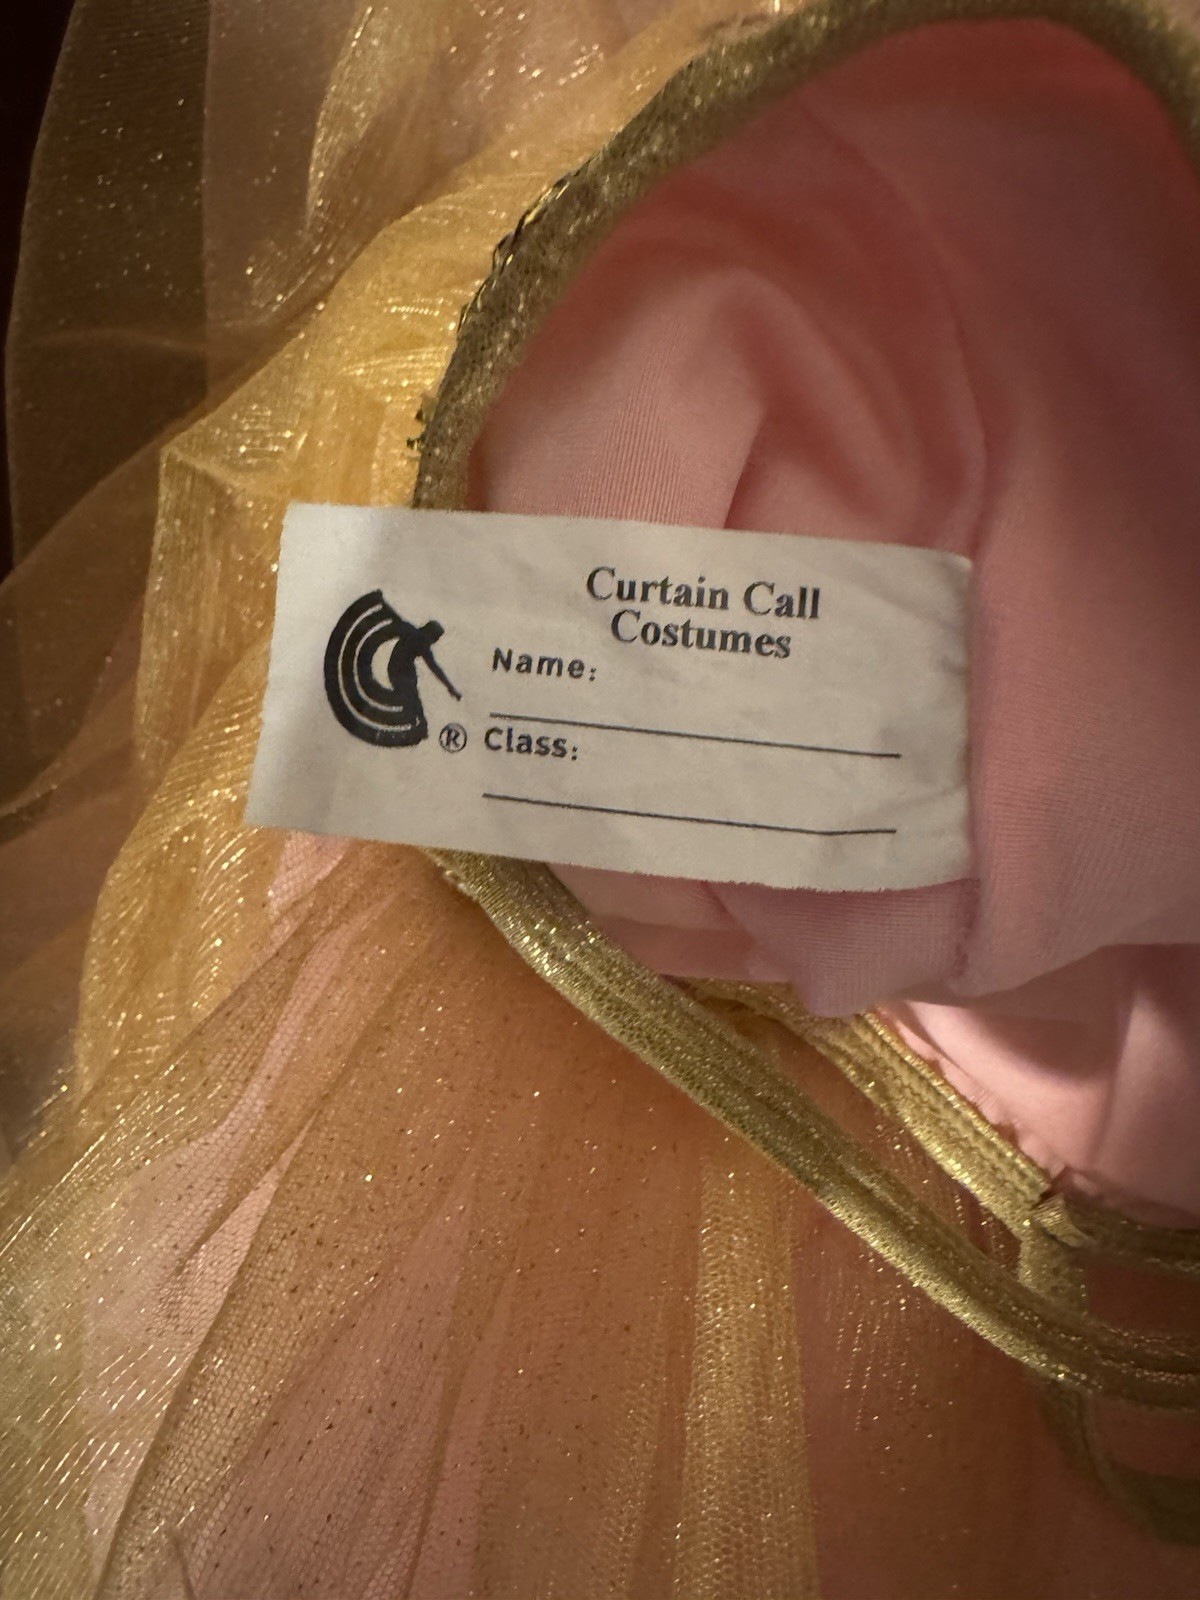 Curtain Call
Costumes
Name:
® Class: